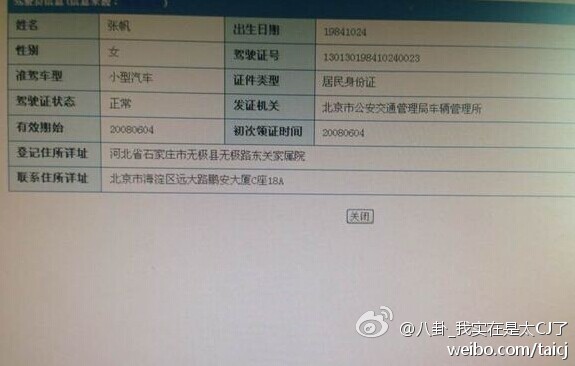 姓名 张帆 出生日期 19841024
性别 女 驾驶证号 130130198410240023
准驾车型 小型汽车 证件类型 居民身份证
驾驶证状态 正常 发证机关 北京市公安交通管理局车辆管理所
有效期始 20080604 初次领证时间 20080604
登记住所详址 河北省石家庄市无极县无极路东关家属院
联系住所详址 北京市海淀区远大路鹏安大厦C座18A
关闭
@八卦_我实在是太CJ了
weibo.com/taicj